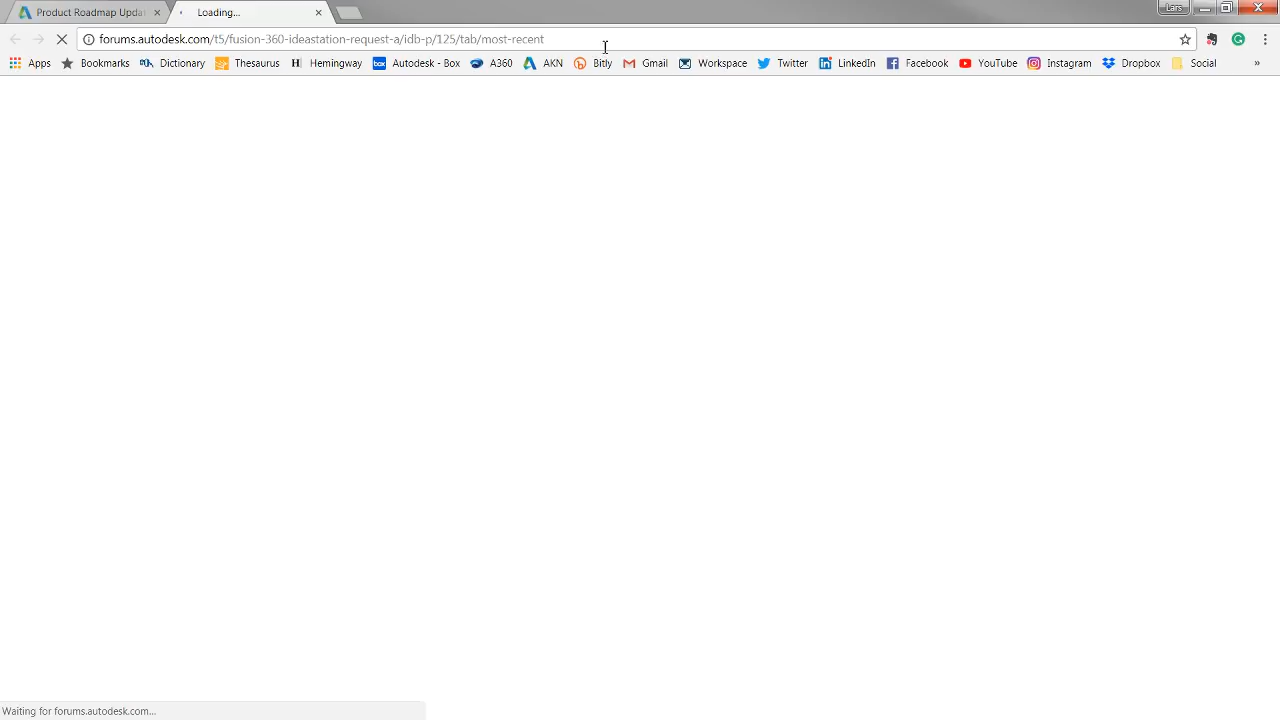 Product Roadmap Upda
Loading...
Lars
forums.autodesk.com/t5/fusion-360-ideastation-request-a/idb-p/125/tab/most-recent
Apps Bookmarks Dictionary Thesaurus H Hemingway box Autodesk - Box A360 AKN Bitly Gmail Workspace Twitter LinkedIn Facebook YouTube Instagram Dropbox Social »
Waiting for forums.autodesk.com...